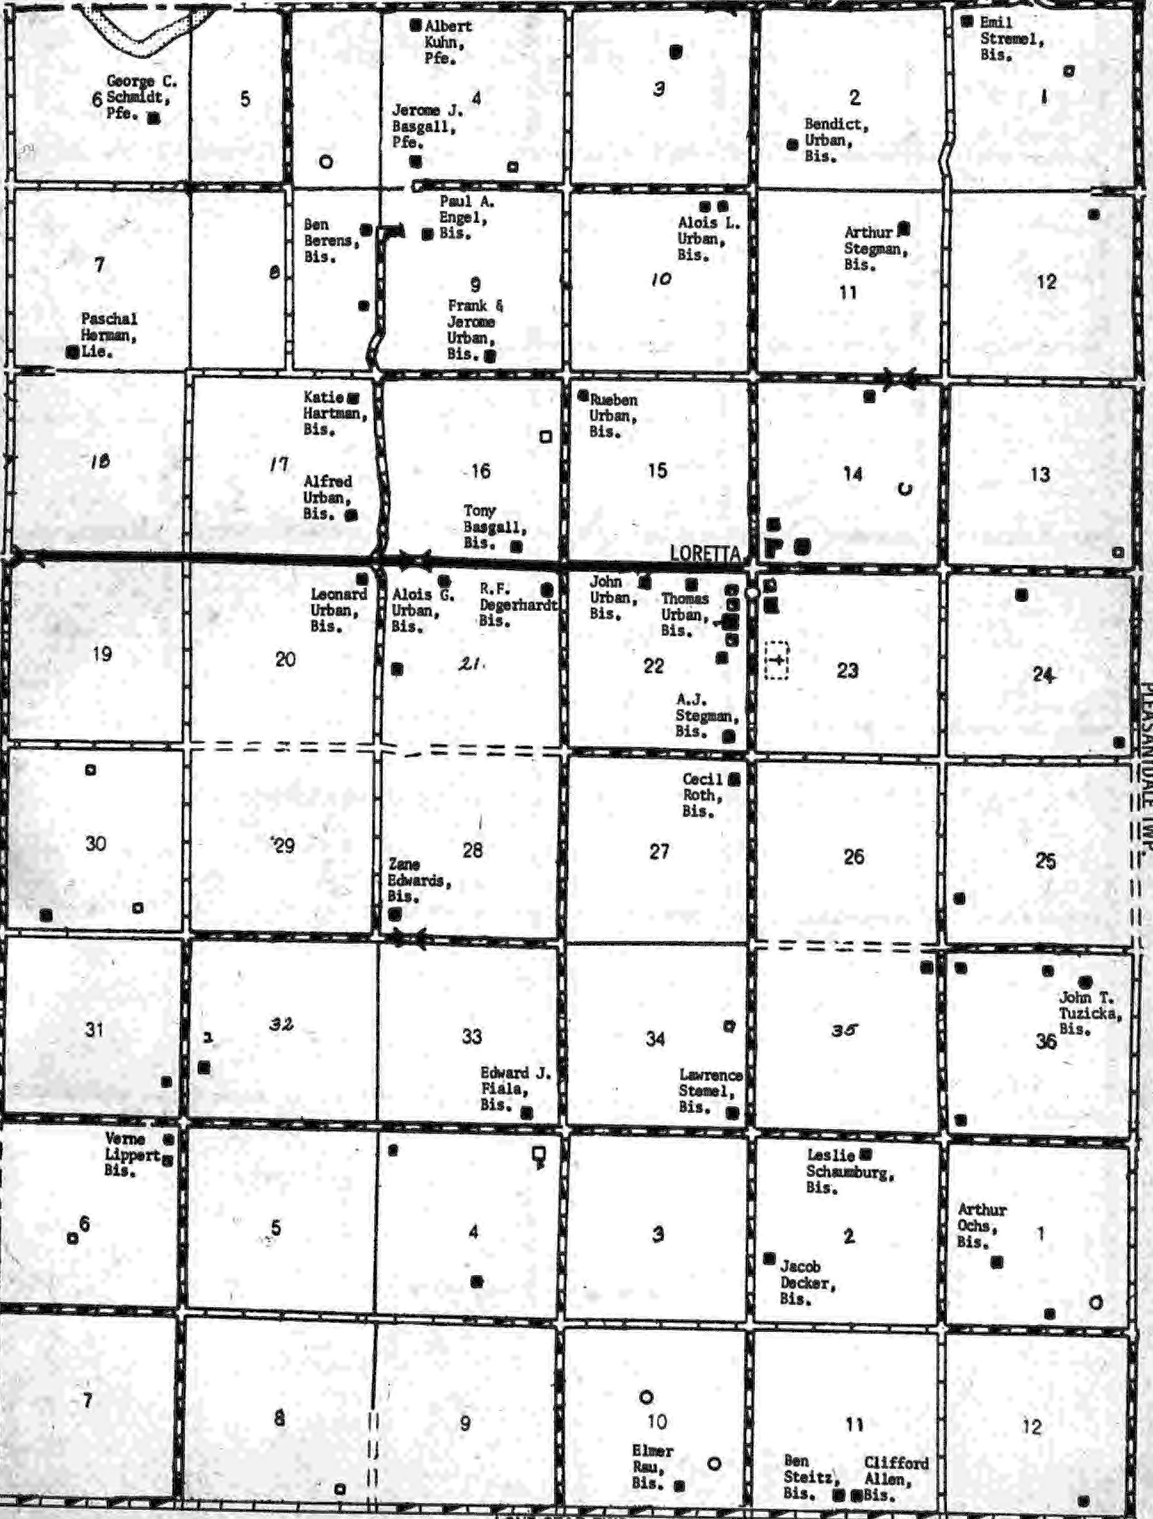 Emil
Stremel,
Bis.
Albert
Kuhn,
Pfe.
George C.
6 Schmidt,
Pfe.
5
4
3
2
1
Jerome J.
Basgall,
Pfe.
Bendict,
Urban,
Bis.
Ben
Berens,
Bis.
Paul A.
Engel,
Bis.
Alois L.
Urban,
Bis.
Arthur
Stegman,
Bis.
7
8
9
10
11
12
Paschal
Herman,
Lie.
Frank &
Jerome
Urban,
Bis.
Katie
Hartman,
Bis.
Rueben
Urban,
Bis.
18
17
16
15
14
13
Alfred
Urban,
Bis.
Tony
Basgall,
Bis.
LORETTA
Leonard
Urban,
Bis.
Alois G.
Urban,
Bis.
R.F.
Degerhardt
Bis.
John
Urban,
Bis.
Thomas
Urban,
Bis.
19
20
21
22
23
24
A.J.
Stegman,
Bis.
PLEASANTDALE TWP.
Cecil
Roth,
Bis.
30
29
28
27
26
25
Zane
Edwards,
Bis.
John T.
Tuzicka,
Bis.
31
32
33
34
35
36
Edward J.
Fiala,
Bis.
Lawrence
Stemel,
Bis.
Verne
Lippert,
Bis.
Leslie
Schaumburg,
Bis.
Arthur
Ochs,
Bis.
6
5
4
3
2
1
Jacob
Decker,
Bis.
7
8
9
10
11
12
Elmer
Rau,
Bis.
Ben
Steitz,
Bis.
Clifford
Allen,
Bis.